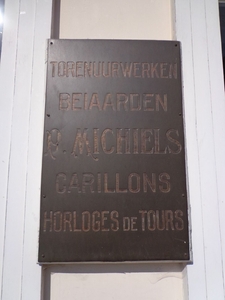 TORENUURWERKEN
BEIAARDEN
B. MICHIELS
CARILLONS
HORLOGES DE TOURS